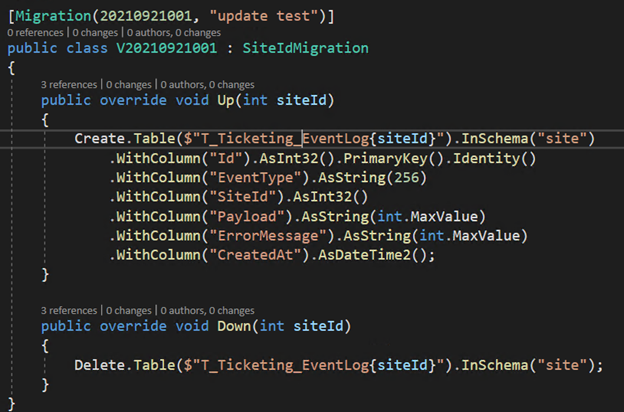 [Migration(20210921001, "update test")]
0 references | 0 changes | 0 authors, 0 changes
public class V20210921001 : SiteIdMigration
{
3 references | 0 changes | 0 authors, 0 changes
public override void Up(int siteId)
{
Create.Table($"T_Ticketing_EventLog{siteId}").InSchema("site")
.WithColumn("Id").AsInt32().PrimaryKey().Identity()
.WithColumn("EventType").AsString(256)
.WithColumn("SiteId").AsInt32()
.WithColumn("Payload").AsString(int.MaxValue)
.WithColumn("ErrorMessage").AsString(int.MaxValue)
.WithColumn("CreatedAt").AsDateTime2();
}
3 references | 0 changes | 0 authors, 0 changes
public override void Down(int siteId)
{
Delete.Table($"T_Ticketing_EventLog{siteId}").InSchema("site");
}
}